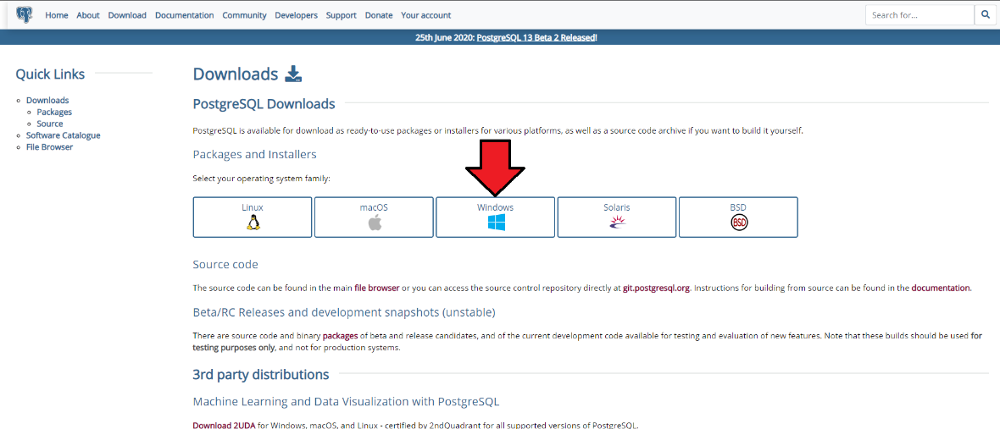 Home About Download Documentation Community Developers Support Donate Your account Search for...
25th June 2020: PostgreSQL 13 Beta 2 Released!
Quick Links
Downloads
Packages
Source
Software Catalogue
File Browser
Downloads
PostgreSQL Downloads
PostgreSQL is available for download as ready-to-use packages or installers for various platforms, as well as a source code archive if you want to build it yourself.
Packages and Installers
Select your operating system family:
Linux macOS Windows Solaris BSD
BSD
Source code
The source code can be found in the main file browser or you can access the source control repository directly at git.postgresql.org. Instructions for building from source can be found in the documentation.
Beta/RC Releases and development snapshots (unstable)
There are source code and binary packages of beta and release candidates, and of the current development code available for testing and evaluation of new features. Note that these builds should be used for
testing purposes only, and not for production systems.
3rd party distributions
Machine Learning and Data Visualization with PostgreSQL
Download 2UDA for Windows, macOS, and Linux - certified by 2ndQuadrant for all supported versions of PostgreSQL.